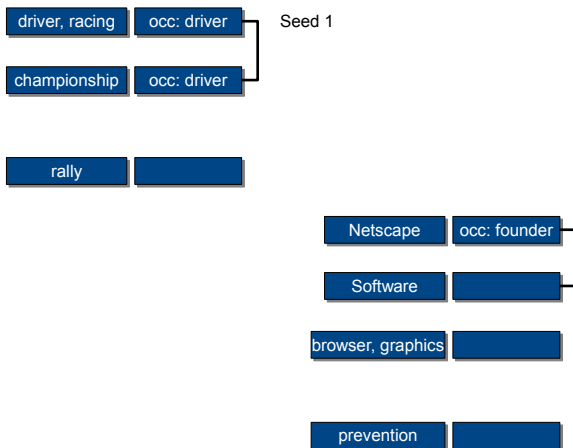 driver, racing occ: driver Seed 1
championship occ: driver
rally
Netscape occ: founder
Software
browser, graphics
prevention